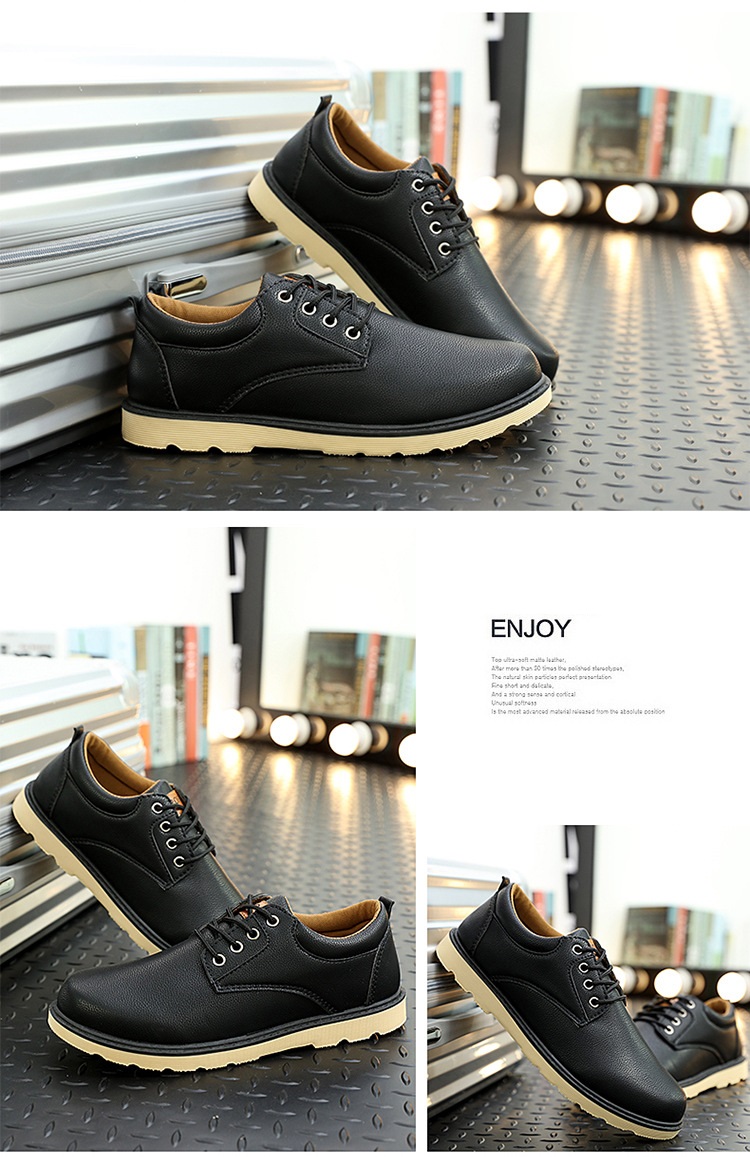 ENJOY
Too ultra-soft matte leather,
After more than 90 times the polished stereotypes,
The natural skin particles perfect presentation
Fine short and delicate,
And a strong sense and cortical
Unusual softness
Is the most advanced material released from the absolute position